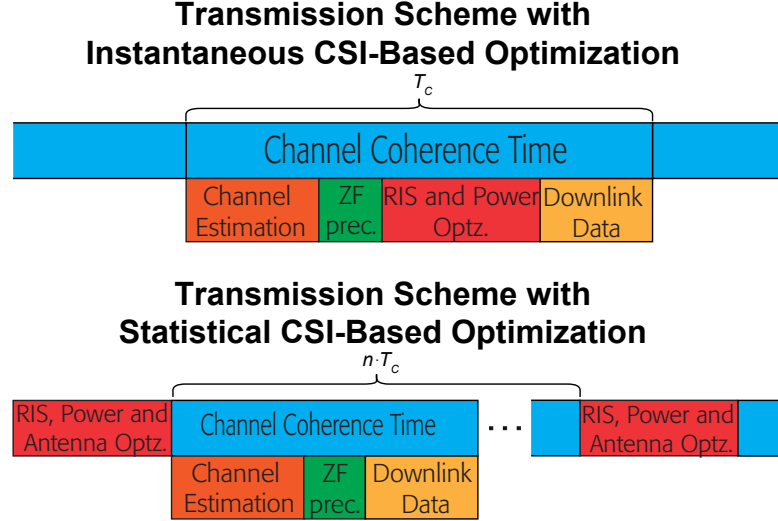 Transmission Scheme with
Instantaneous CSI-Based Optimization
T_c
Channel Coherence Time
Channel
Estimation
ZF
prec.
RIS and Power
Optz.
Downlink
Data
Transmission Scheme with
Statistical CSI-Based Optimization
n·T_c
RIS, Power and
Antenna Optz.
Channel Coherence Time
...
RIS, Power and
Antenna Optz.
Channel
Estimation
ZF
prec.
Downlink
Data